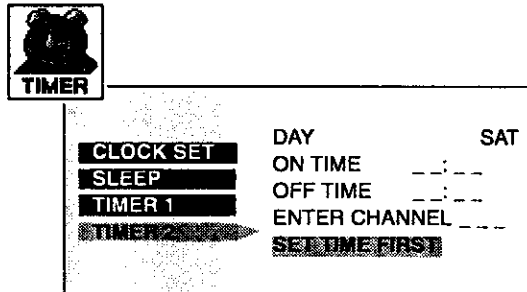 TIMER
CLOCK SET
SLEEP
TIMER 1
TIMER 2
DAY SAT
ON TIME _ _:_ _
OFF TIME _ _:_ _
ENTER CHANNEL _ _ _
SET TIME FIRST